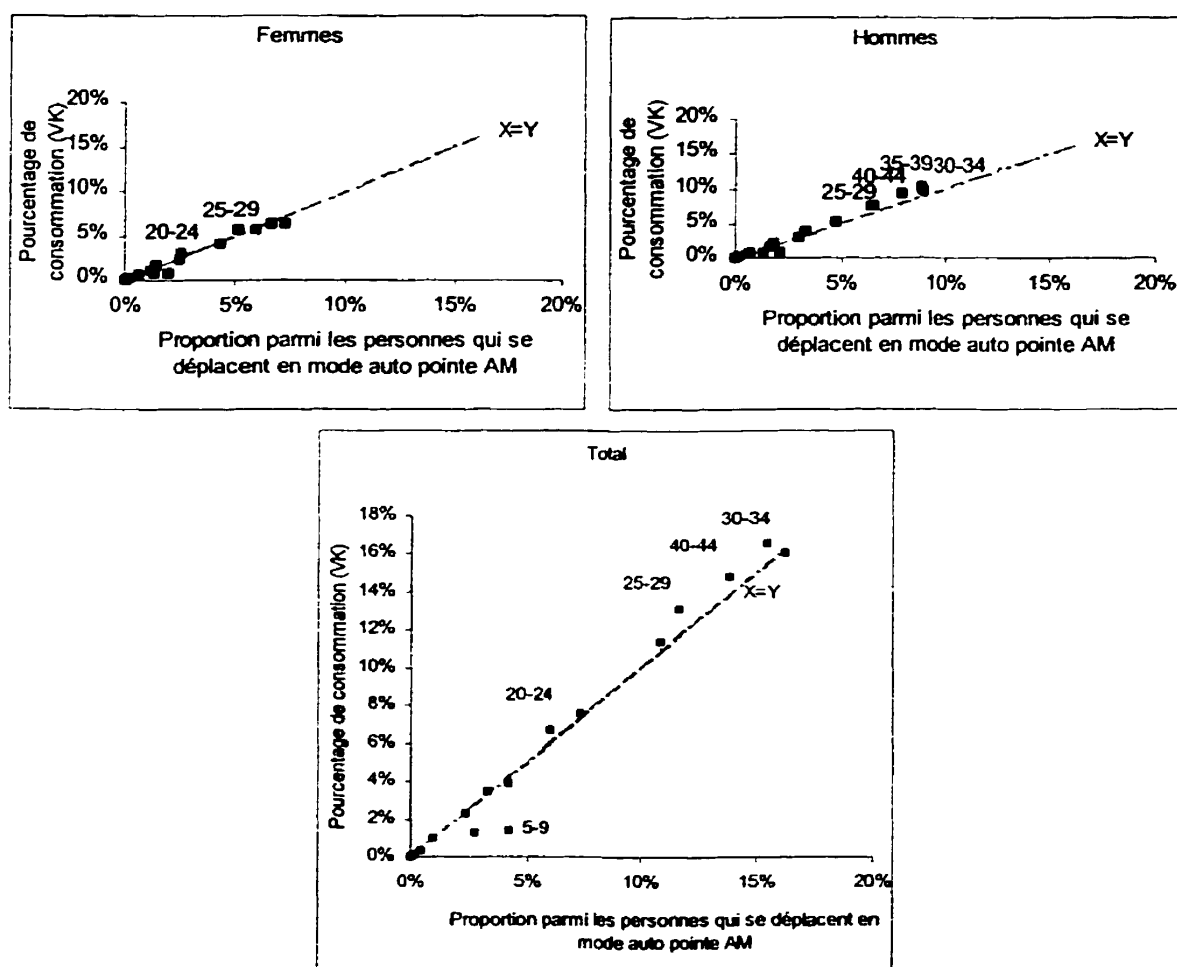 Femmes
Pourcentage de
consommation (VK)
20%
15%
10%
5%
0%
X=Y
25-29
20-24
0%
5%
10%
15%
20%
Proportion parmi les personnes qui se
déplacent en mode auto pointe AM
Hommes
Pourcentage de
consommation (VK)
20%
15%
10%
5%
0%
X=Y
35-39
30-34
40-44
25-29
0%
5%
10%
15%
20%
Proportion parmi les personnes qui se
déplacent en mode auto pointe AM
Total
Pourcentage de consommation (VK)
18%
16%
14%
12%
10%
8%
6%
4%
2%
0%
30-34
40-44
25-29
X=Y
20-24
5-9
0%
5%
10%
15%
20%
Proportion parmi les personnes qui se déplacent en
mode auto pointe AM